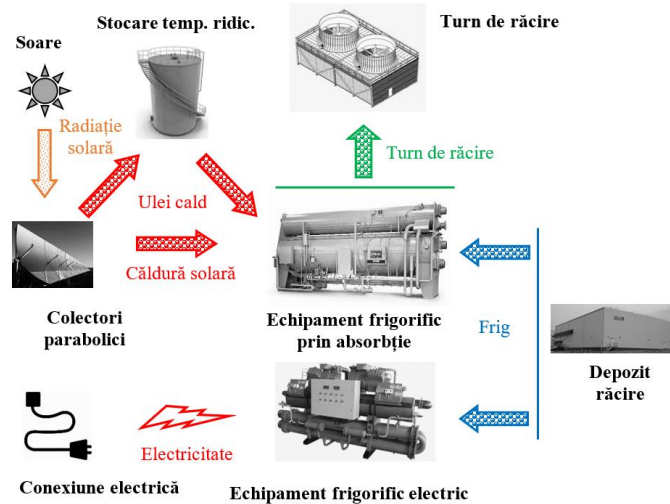 Stocare temp. ridic.
Turn de răcire
Soare
Radiație
solară
Turn de răcire
Ulei cald
Căldură solară
Colectori
parabolici
Echipament frigorific
prin absorbție
Frig
Depozit
răcire
Electricitate
Conexiune electrică
Echipament frigorific electric